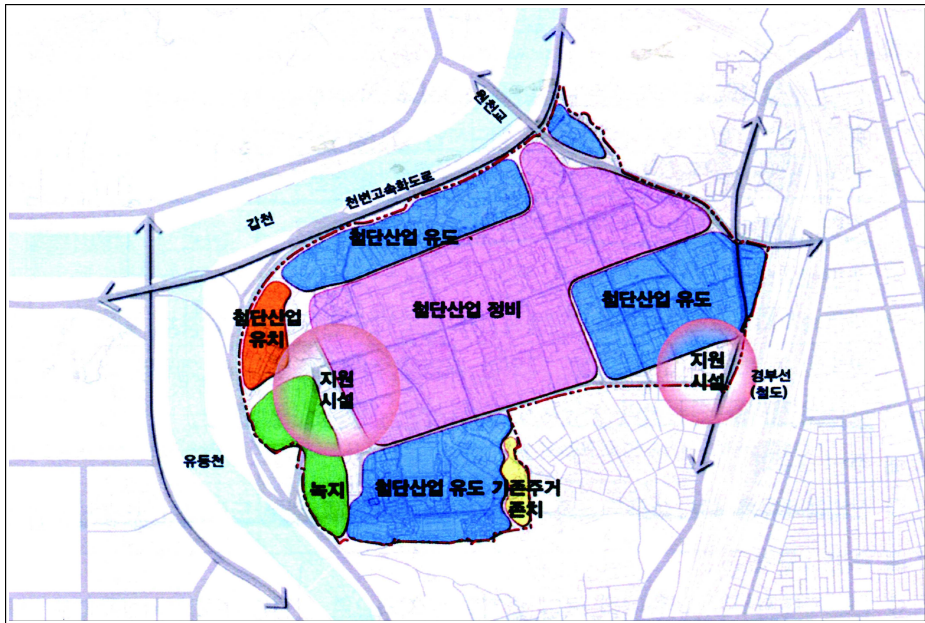 원천교
천변고속화도로
갑천
첨단산업 유도
첨단산업 유도
첨단산업 정비
첨단산업
유치
지원
시설
지원
시설
경부선
(철도)
유등천
녹지
첨단산업 유도
기존주거
존치